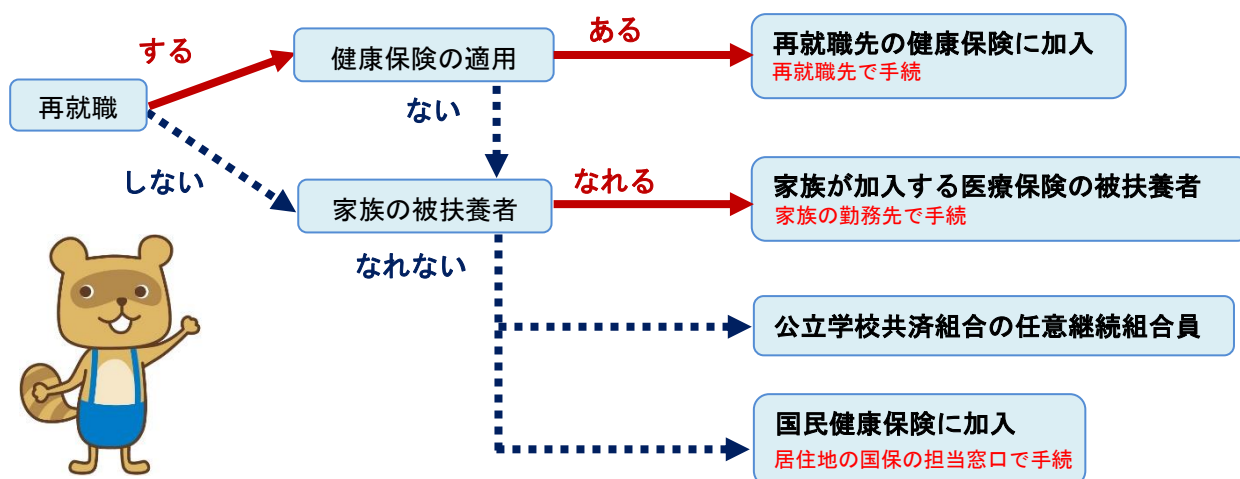 再就職
する
しない
健康保険の適用
ある
ない
再就職先の健康保険に加入
再就職先で手続
家族の被扶養者
なれる
なれない
家族が加入する医療保険の被扶養者
家族の勤務先で手続
公立学校共済組合の任意継続組合員
国民健康保険に加入
居住地の国保の担当窓口で手続